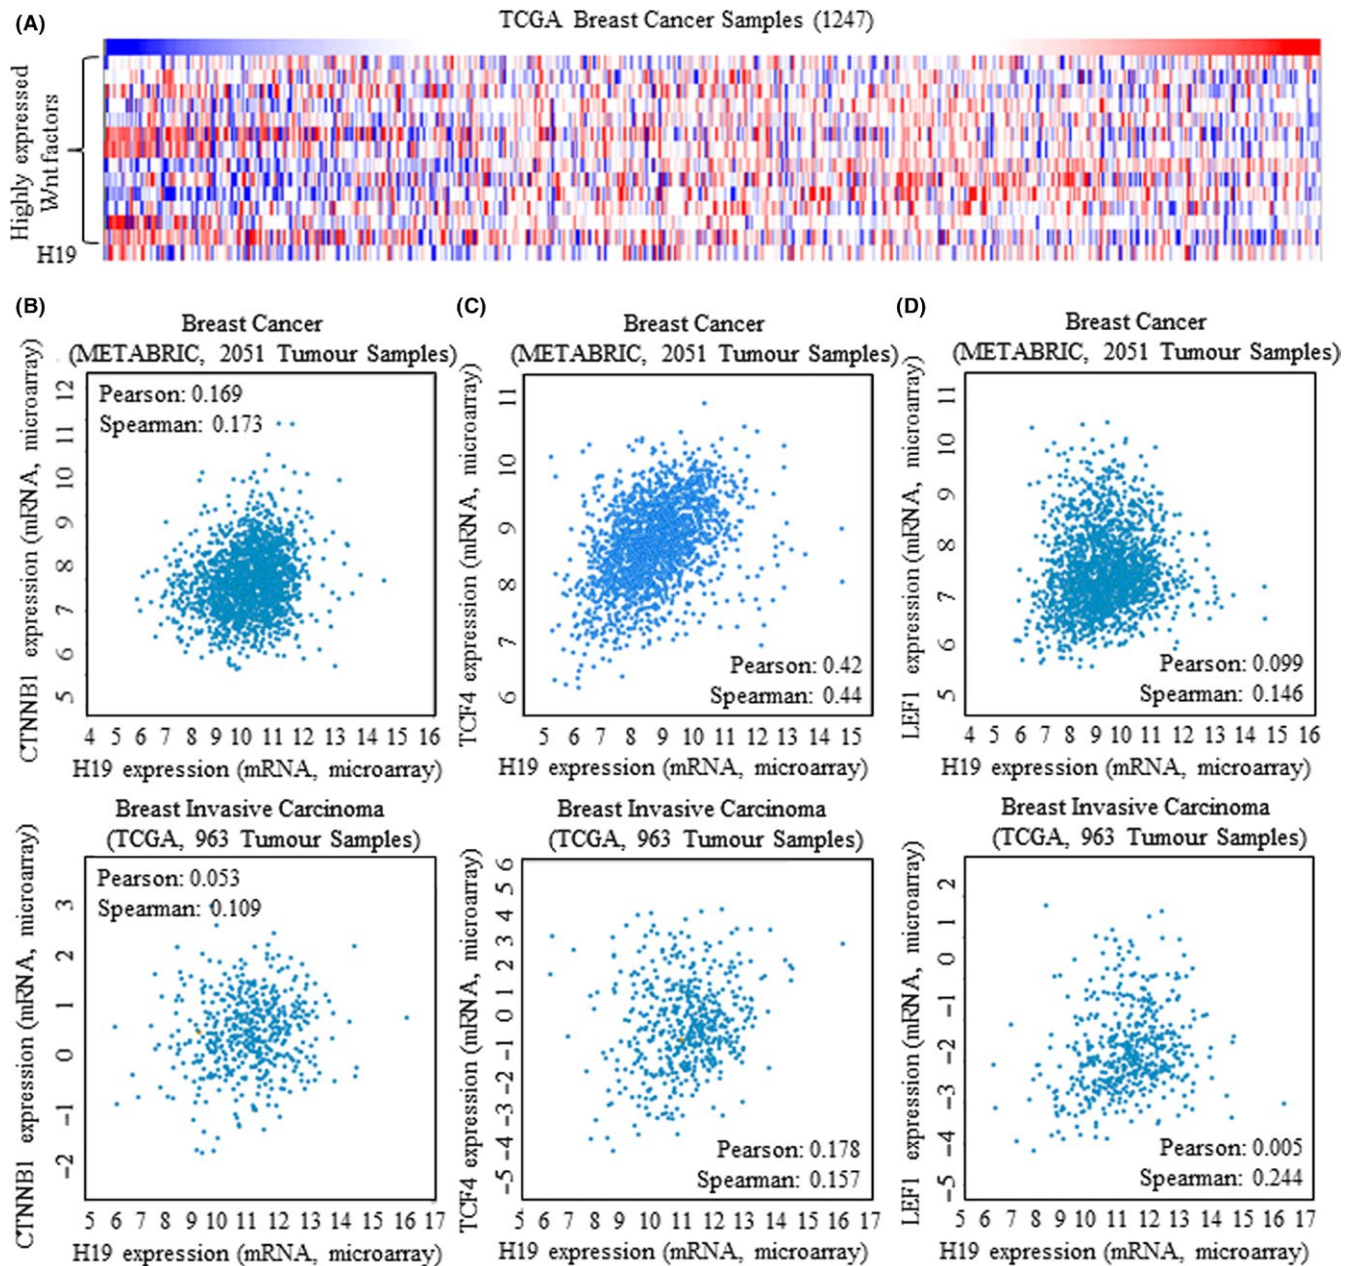 (A)
TCGA Breast Cancer Samples (1247)
Highly expressed
Wnt factors
H19
(B)
Breast Cancer
(METABRIC, 2051 Tumour Samples)
CTNNB1 expression (mRNA, microarray)
12
11
10
9
8
7
6
5
Pearson: 0.169
Spearman: 0.173
4 5 6 7 8 9 10 11 12 13 14 15 16
H19 expression (mRNA, microarray)
(C)
Breast Cancer
(METABRIC, 2051 Tumour Samples)
TCF4 expression (mRNA, microarray)
11
10
9
8
7
6
Pearson: 0.42
Spearman: 0.44
5 6 7 8 9 10 11 12 13 14 15
H19 expression (mRNA, microarray)
(D)
Breast Cancer
(METABRIC, 2051 Tumour Samples)
LEF1 expression (mRNA, microarray)
11
10
9
8
7
6
5
Pearson: 0.099
Spearman: 0.146
4 5 6 7 8 9 10 11 12 13 14 15 16
H19 expression (mRNA, microarray)
Breast Invasive Carcinoma
(TCGA, 963 Tumour Samples)
CTNNB1 expression (mRNA, microarray)
3
2
1
0
−1
−2
Pearson: 0.053
Spearman: 0.109
5 6 7 8 9 10 11 12 13 14 15 16 17
H19 expression (mRNA, microarray)
Breast Invasive Carcinoma
(TCGA, 963 Tumour Samples)
TCF4 expression (mRNA, microarray)
6
5
4
3
2
1
0
−1
−2
−3
−4
−5
Pearson: 0.178
Spearman: 0.157
5 6 7 8 9 10 11 12 13 14 15 16 17
H19 expression (mRNA, microarray)
Breast Invasive Carcinoma
(TCGA, 963 Tumour Samples)
LEF1 expression (mRNA, microarray)
2
1
0
−1
−2
−3
−4
−5
Pearson: 0.005
Spearman: 0.244
5 6 7 8 9 10 11 12 13 14 15 16 17
H19 expression (mRNA, microarray)